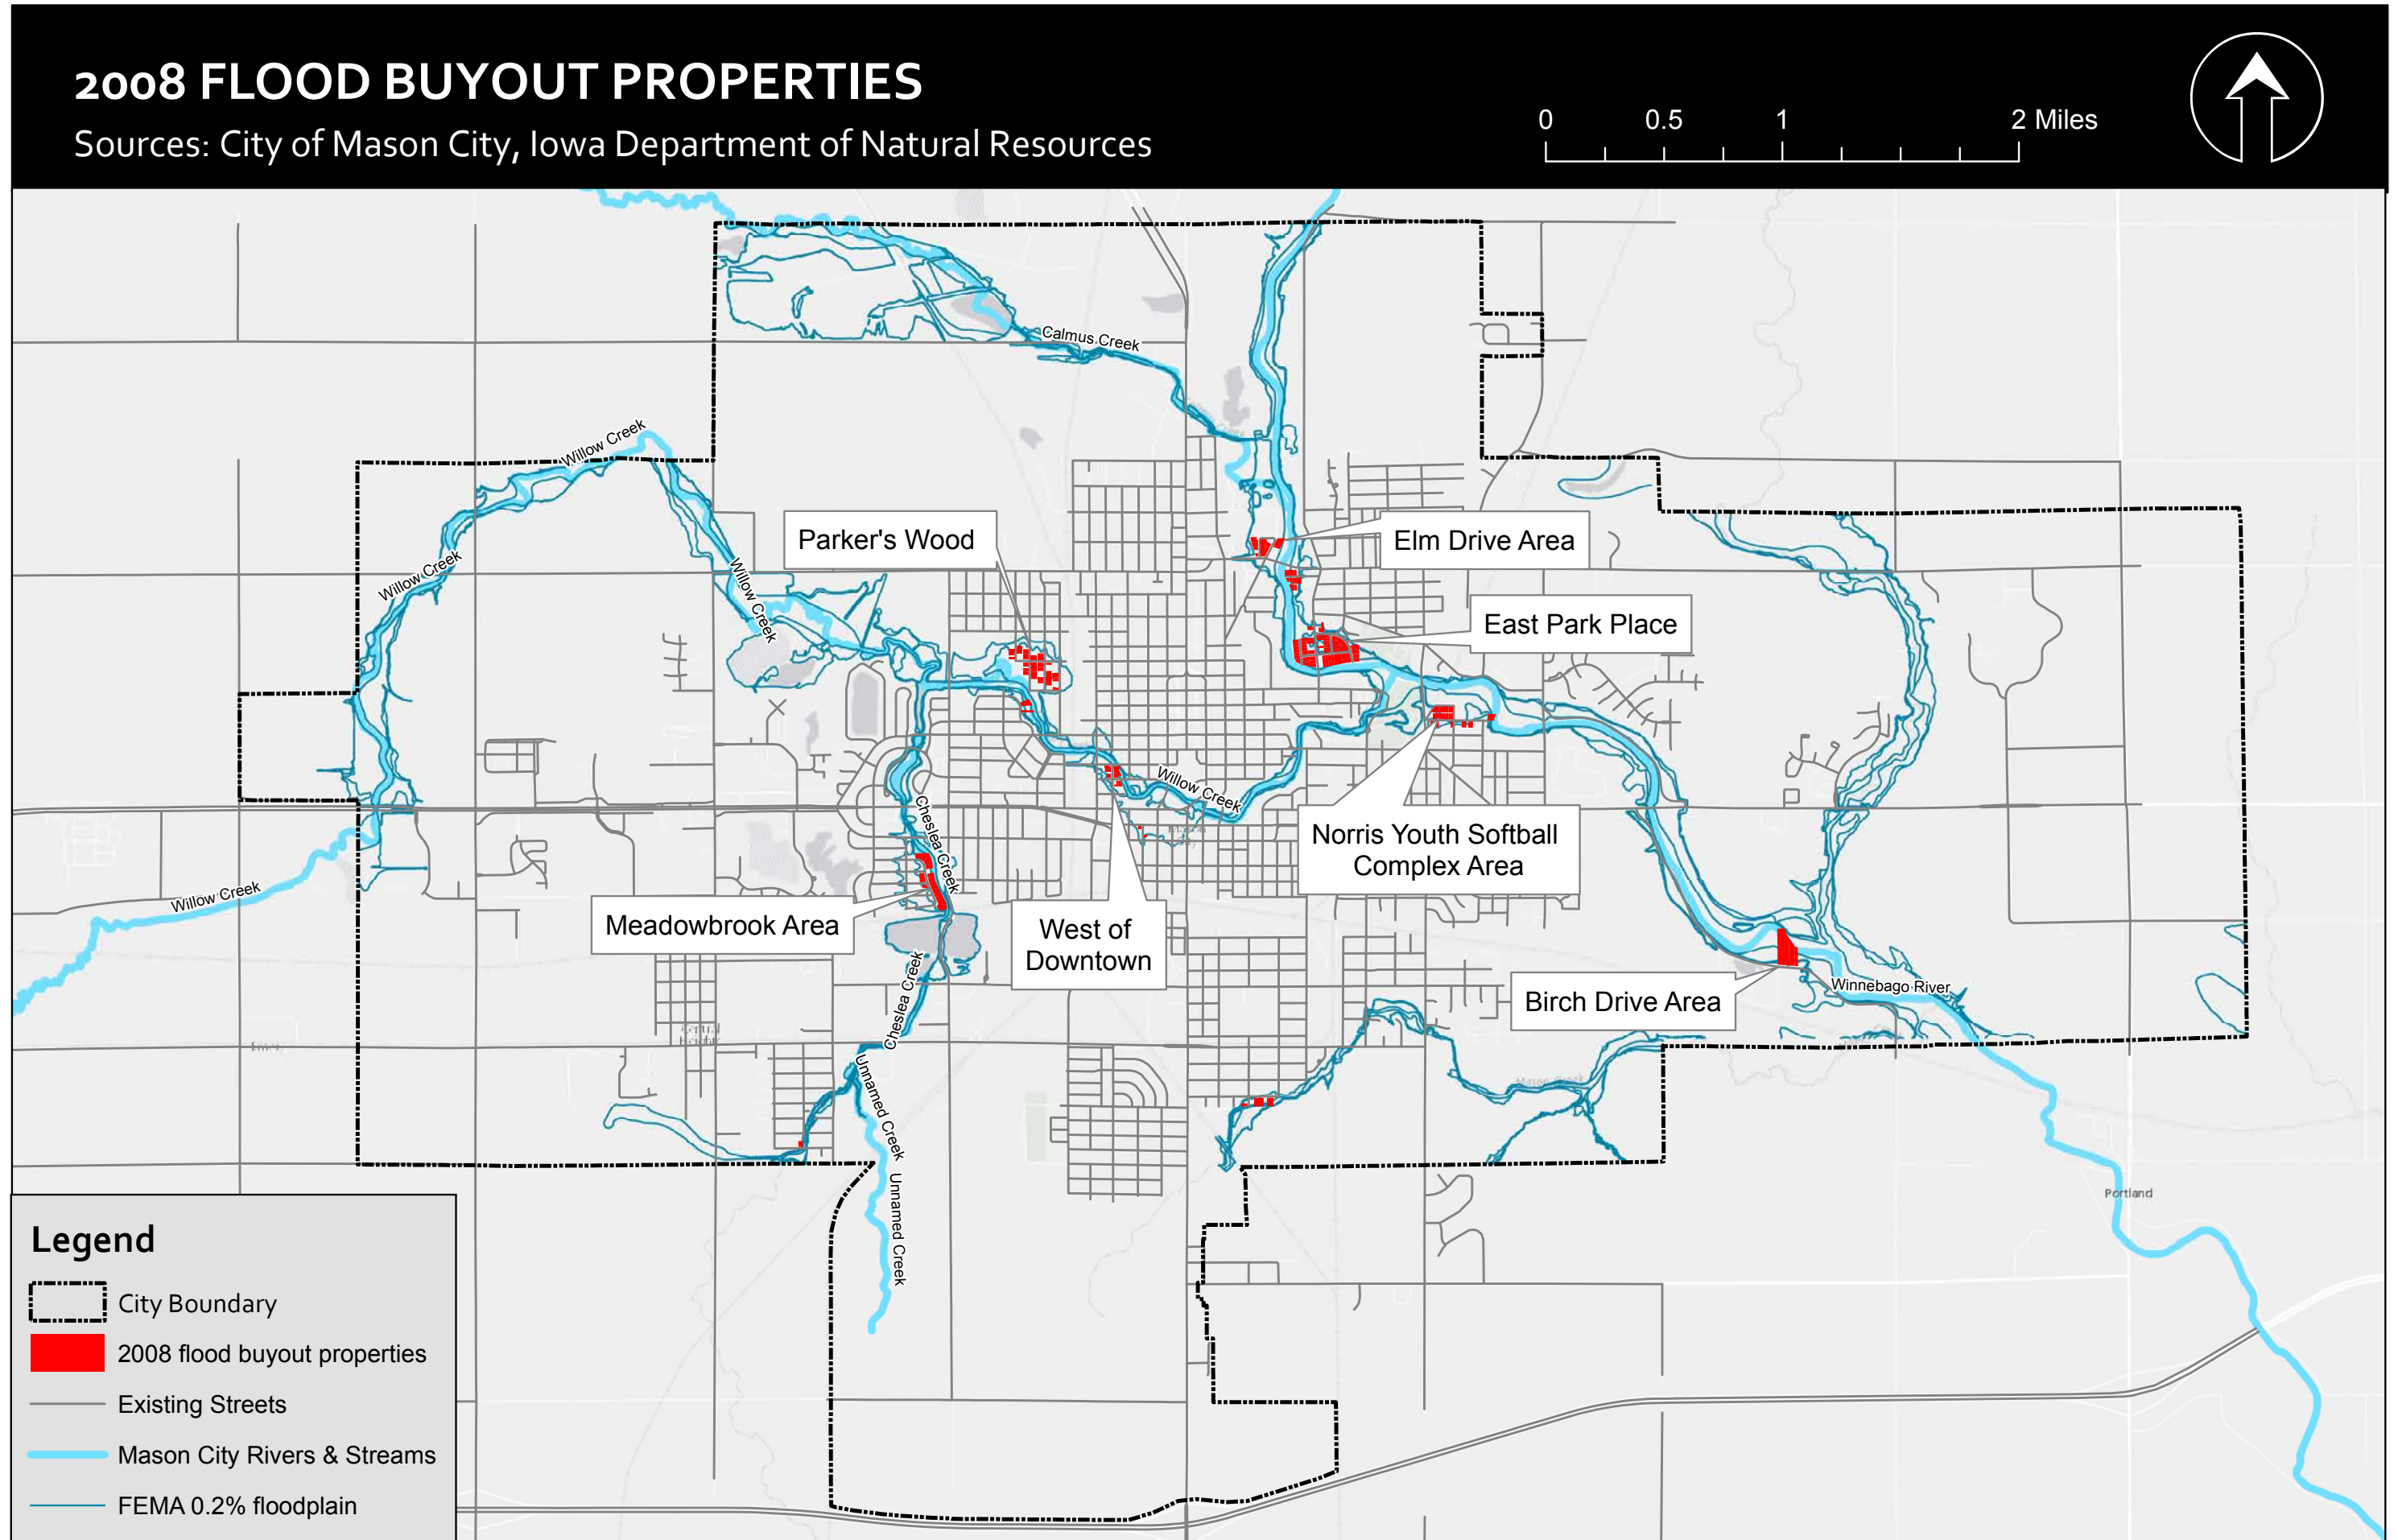 2008 FLOOD BUYOUT PROPERTIES
Sources: City of Mason City, Iowa Department of Natural Resources
0 0.5 1 2 Miles
Calmus Creek
Willow Creek
Willow Creek
Willow Creek
Parker's Wood
Elm Drive Area
East Park Place
Willow Creek
Cheslea Creek
Norris Youth Softball
Complex Area
Willow Creek
Meadowbrook Area
West of
Downtown
Cheslea Creek
Birch Drive Area
Winnebago River
Unnamed Creek
Unnamed Creek
Portland
Legend
City Boundary
2008 flood buyout properties
Existing Streets
Mason City Rivers & Streams
FEMA 0.2% floodplain